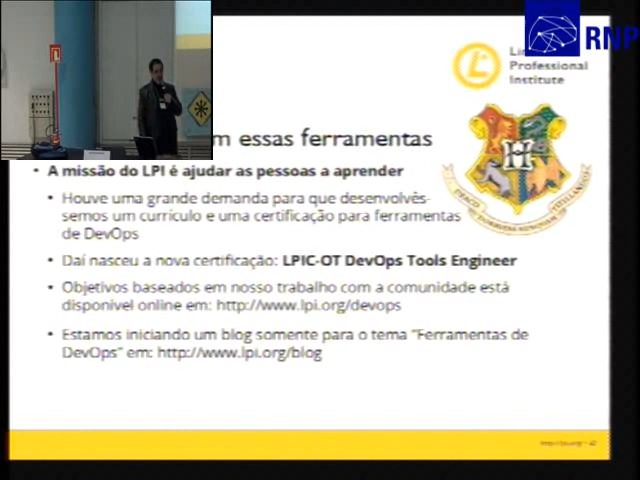 RNP
Professional
Institute
m essas ferramentas
• A missão do LPI é ajudar as pessoas a aprender
• Houve uma grande demanda para que desenvolvês-
semos um currículo e uma certificação para ferramentas
de DevOps
• Daí nasceu a nova certificação: LPIC-OT DevOps Tools Engineer
• Objetivos baseados em nosso trabalho com a comunidade está
disponível online em: http://www.lpi.org/devops
• Estamos iniciando um blog somente para o tema "Ferramentas de
DevOps" em: http://www.lpi.org/blog